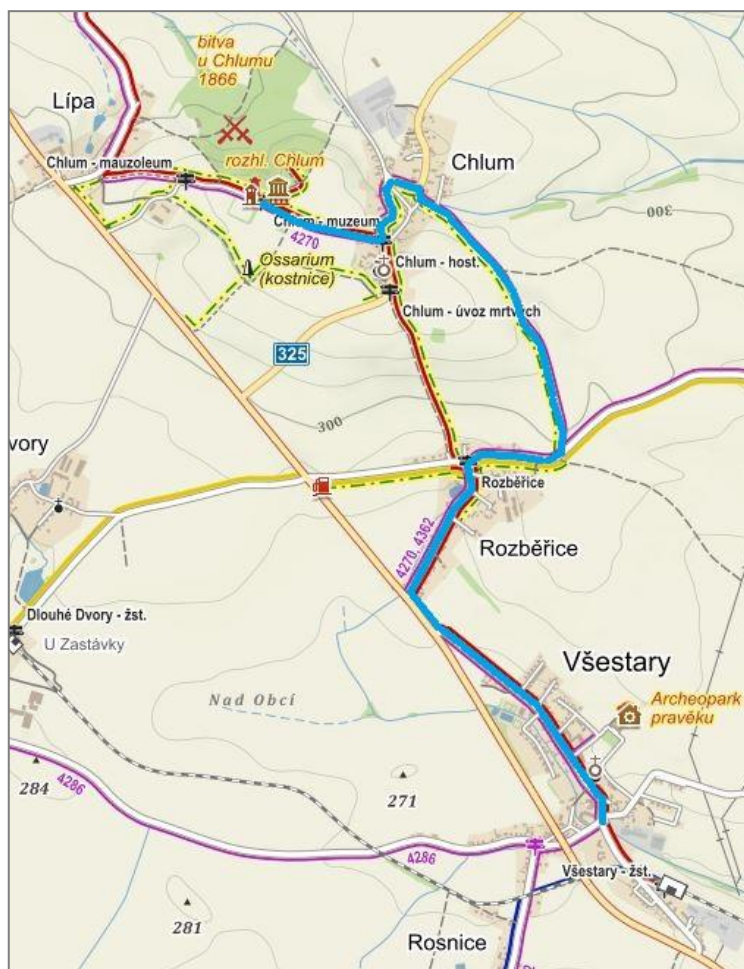 bitva
u Chlumu
1866
Lípa
Chlum - mauzoleum
rozhl. Chlum
Chlum
Chlum - muzeum
4270
300
Ossarium
(kostnice)
Chlum - host.
Chlum - úvoz mrtvých
325
300
vory
Rozběřice
4270, 4362
Rozběřice
Dlouhé Dvory - žst.
U Zastávky
Všestary
Nad Obcí
Archeopark
pravěku
284
4286
271
4286
Všestary - žst.
281
Rosnice